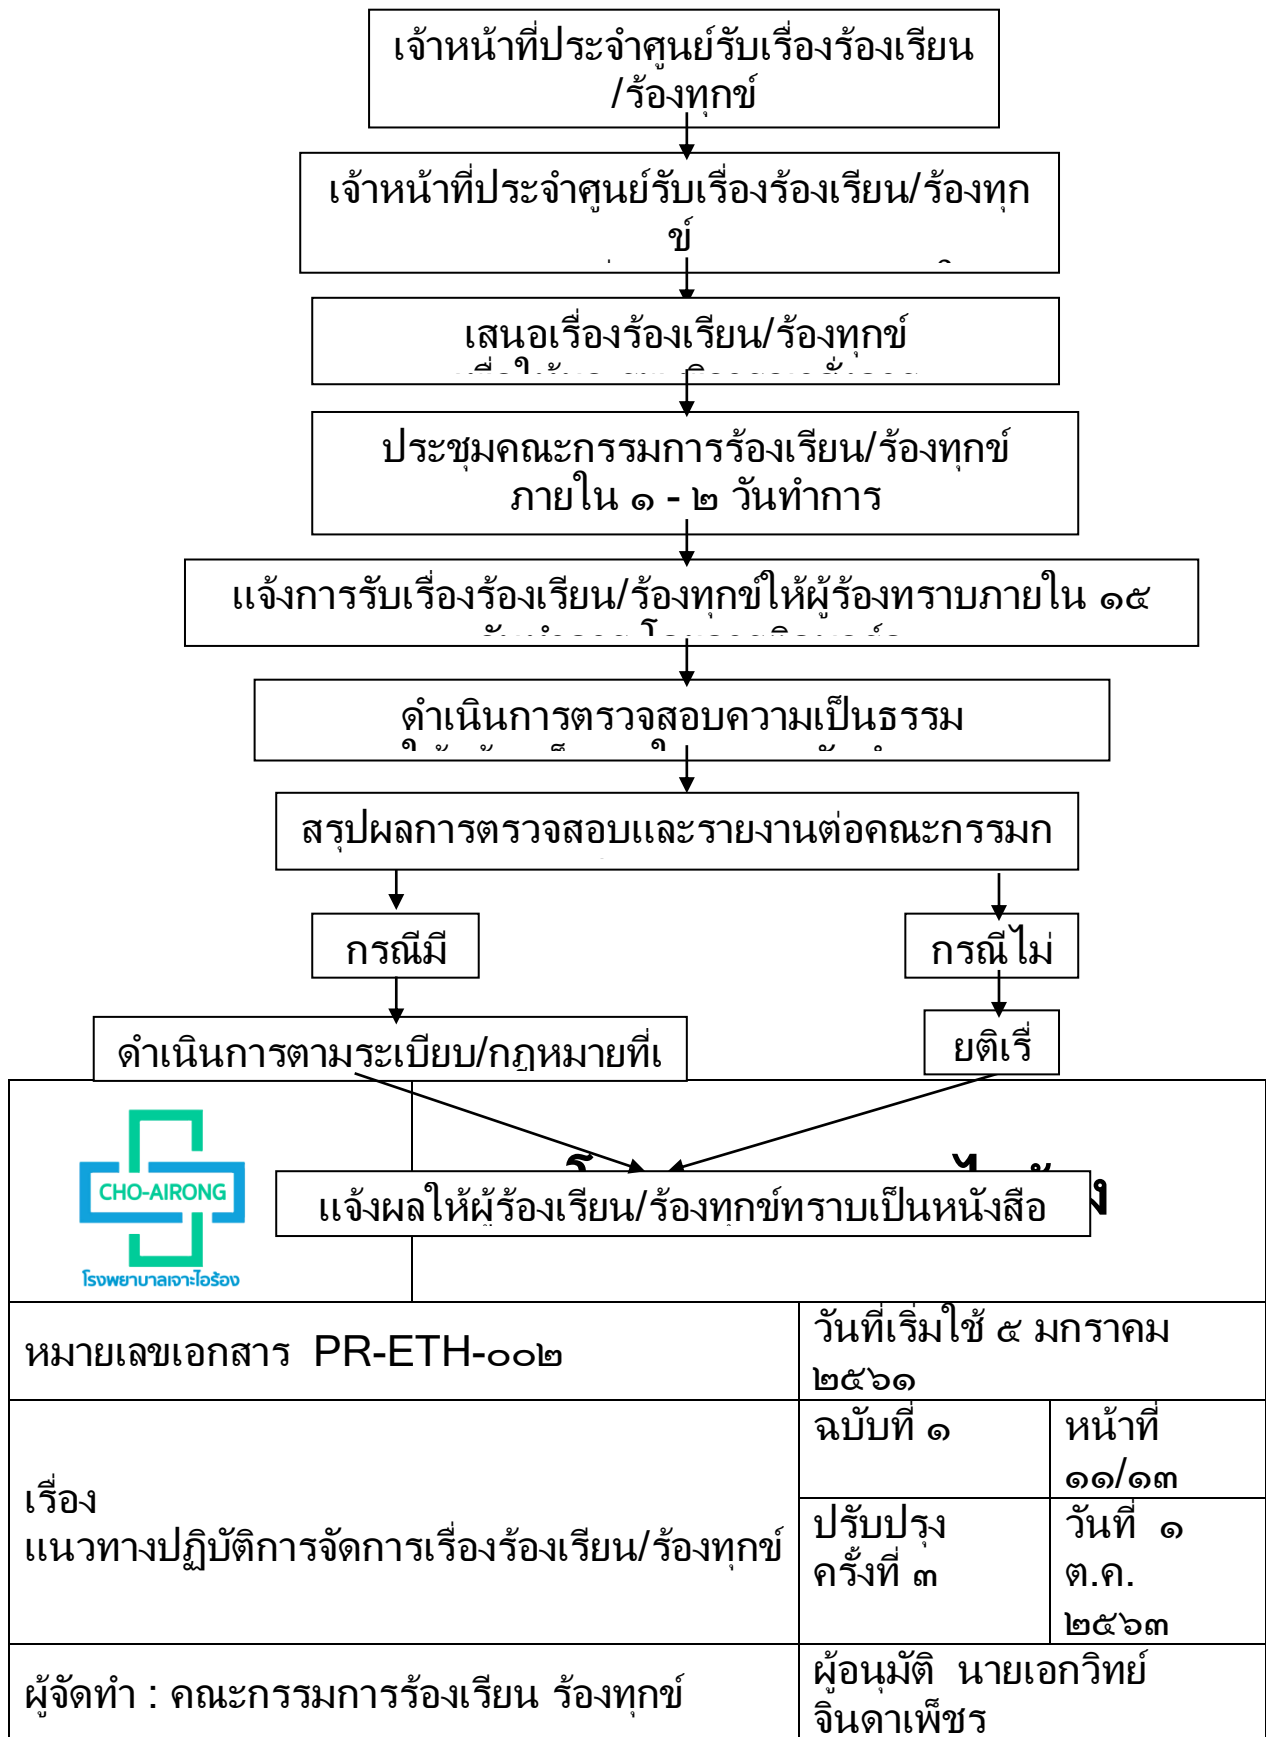 เจ้าหน้าที่ประจำศูนย์รับเรื่องร้องเรียน
/ร้องทุกข์
เจ้าหน้าที่ประจำศูนย์รับเรื่องร้องเรียน/ร้องทุก
ข์
เสนอเรื่องร้องเรียน/ร้องทุกข์
ประชุมคณะกรรมการร้องเรียน/ร้องทุกข์
ภายใน ๑ - ๒ วันทำการ
แจ้งการรับเรื่องร้องเรียน/ร้องทุกข์ให้ผู้ร้องทราบภายใน ๑๕
ดำเนินการตรวจสอบความเป็นธรรม
สรุปผลการตรวจสอบและรายงานต่อคณะกรรมก
กรณีมี
กรณีไม่
ดำเนินการตามระเบียบ/กฎหมายที่เ
ยติเรื่
CHO-AIRONG
โรงพยาบาลเจาะไอร้อง
แจ้งผลให้ผู้ร้องเรียน/ร้องทุกข์ทราบเป็นหนังสือ
หมายเลขเอกสาร PR-ETH-๐๐๒
วันที่เริ่มใช้ ๕ มกราคม
๒๕๖๑
เรื่อง
แนวทางปฏิบัติการจัดการเรื่องร้องเรียน/ร้องทุกข์
ฉบับที่ ๑
หน้าที่
๑๑/๑๓
ปรับปรุง
ครั้งที่ ๓
วันที่ ๑
ต.ค.
๒๕๖๓
ผู้จัดทำ : คณะกรรมการร้องเรียน ร้องทุกข์
ผู้อนุมัติ นายเอกวิทย์
จินดาเพ็ชร